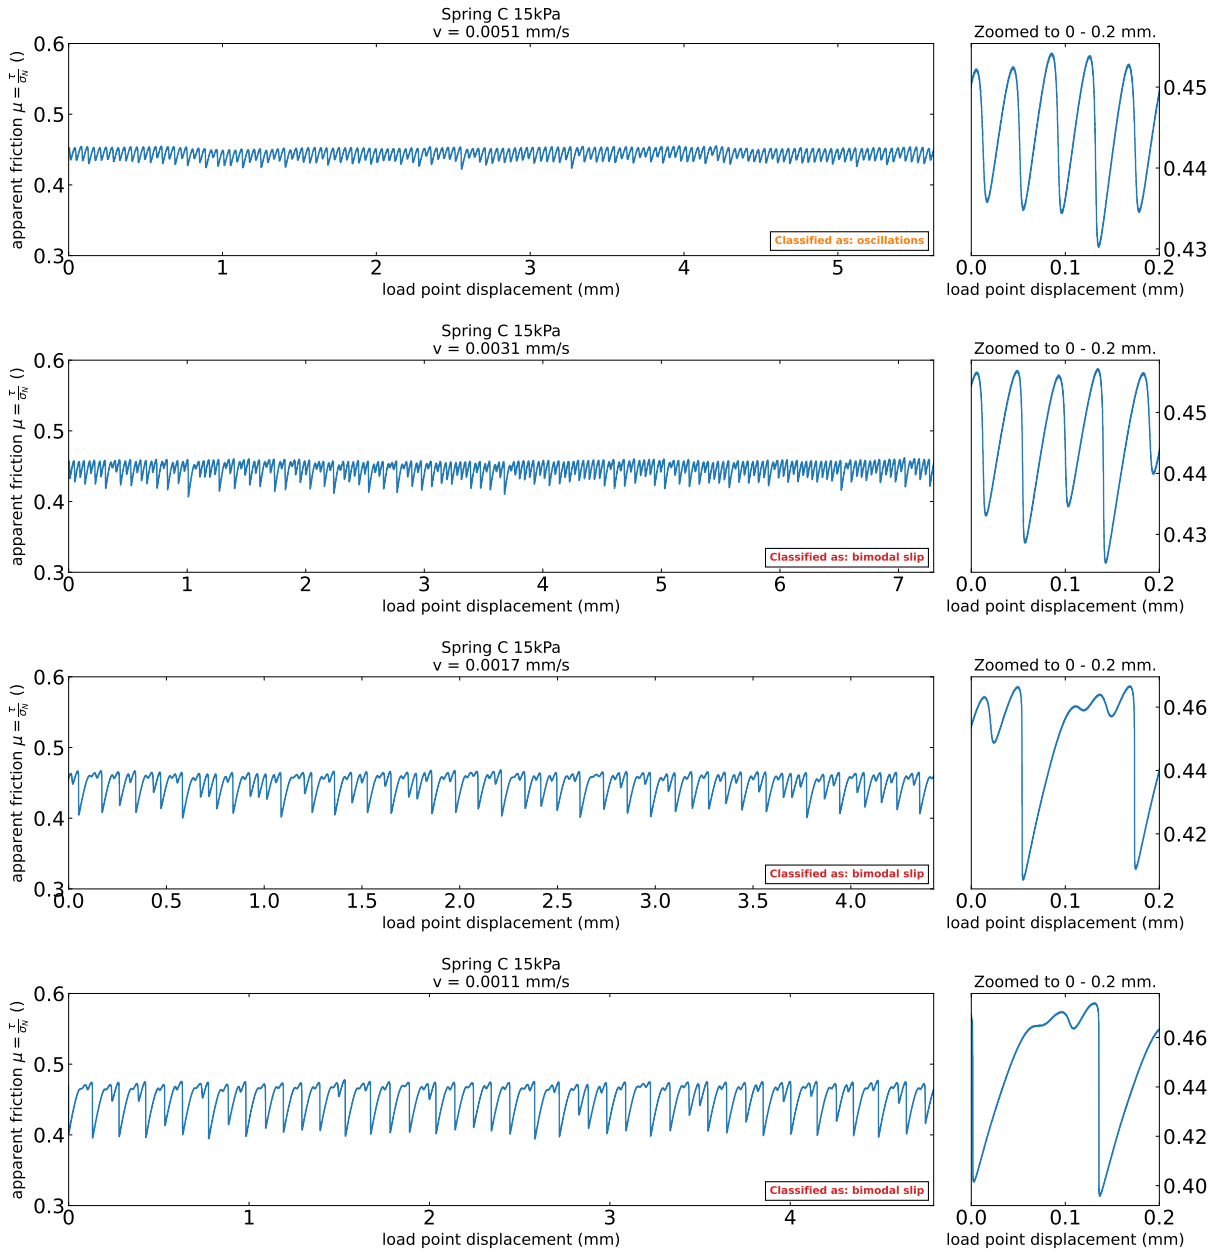 Spring C 15kPa
v = 0.0051 mm/s
Zoomed to 0 - 0.2 mm.
apparent friction μ = τ/σ_N ()
0.6
0.5
0.4
0.3
0 1 2 3 4 5
load point displacement (mm)
Classified as: oscillations
0.45
0.44
0.43
0.0 0.1 0.2
load point displacement (mm)
Spring C 15kPa
v = 0.0031 mm/s
Zoomed to 0 - 0.2 mm.
apparent friction μ = τ/σ_N ()
0.6
0.5
0.4
0.3
0 1 2 3 4 5 6 7
load point displacement (mm)
Classified as: bimodal slip
0.45
0.44
0.43
0.0 0.1 0.2
load point displacement (mm)
Spring C 15kPa
v = 0.0017 mm/s
Zoomed to 0 - 0.2 mm.
apparent friction μ = τ/σ_N ()
0.6
0.5
0.4
0.3
0.0 0.5 1.0 1.5 2.0 2.5 3.0 3.5 4.0
load point displacement (mm)
Classified as: bimodal slip
0.46
0.44
0.42
0.0 0.1 0.2
load point displacement (mm)
Spring C 15kPa
v = 0.0011 mm/s
Zoomed to 0 - 0.2 mm.
apparent friction μ = τ/σ_N ()
0.6
0.5
0.4
0.3
0 1 2 3 4
load point displacement (mm)
Classified as: bimodal slip
0.46
0.44
0.42
0.40
0.0 0.1 0.2
load point displacement (mm)